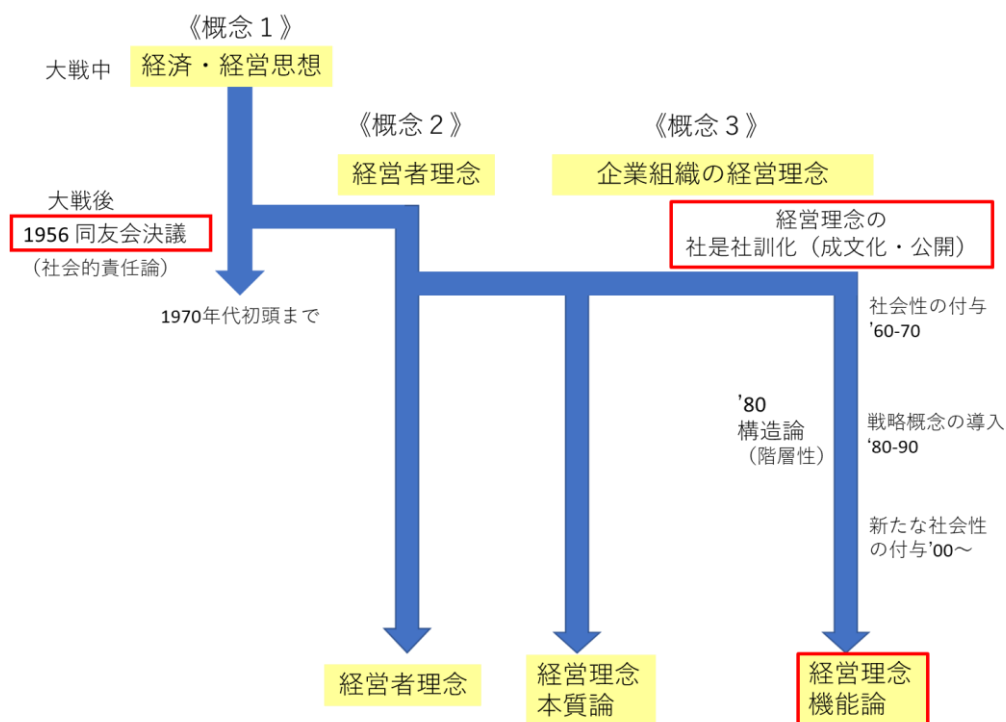 《概念１》
大戦中
経済・経営思想
《概念２》
《概念３》
経営者理念
企業組織の経営理念
大戦後
1956 同友会決議
（社会的責任論）
経営理念の
社是社訓化（成文化・公開）
1970年代初頭まで
社会性の付与
’60-70
’80
構造論
（階層性）
戦略概念の導入
‘80-90
新たな社会性
の付与’00～
経営者理念
経営理念
本質論
経営理念
機能論